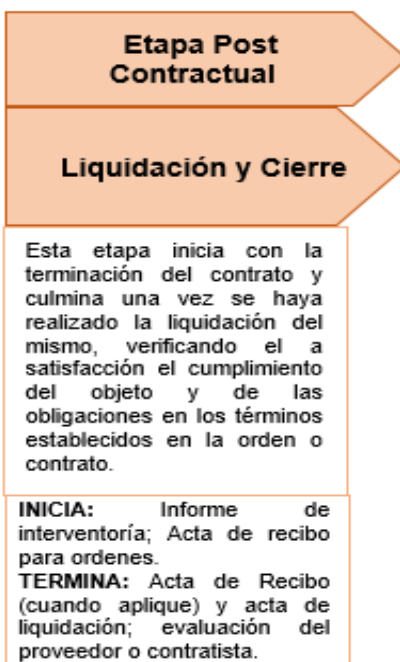 Etapa Post
Contractual
Liquidación y Cierre
Esta etapa inicia con la
terminación del contrato y
culmina una vez se haya
realizado la liquidación del
mismo, verificando el a
satisfacción el cumplimiento
del objeto y de las
obligaciones en los términos
establecidos en la orden o
contrato.
INICIA: Informe de
interventoría; Acta de recibo
para ordenes.
TERMINA: Acta de Recibo
(cuando aplique) y acta de
liquidación; evaluación del
proveedor o contratista.